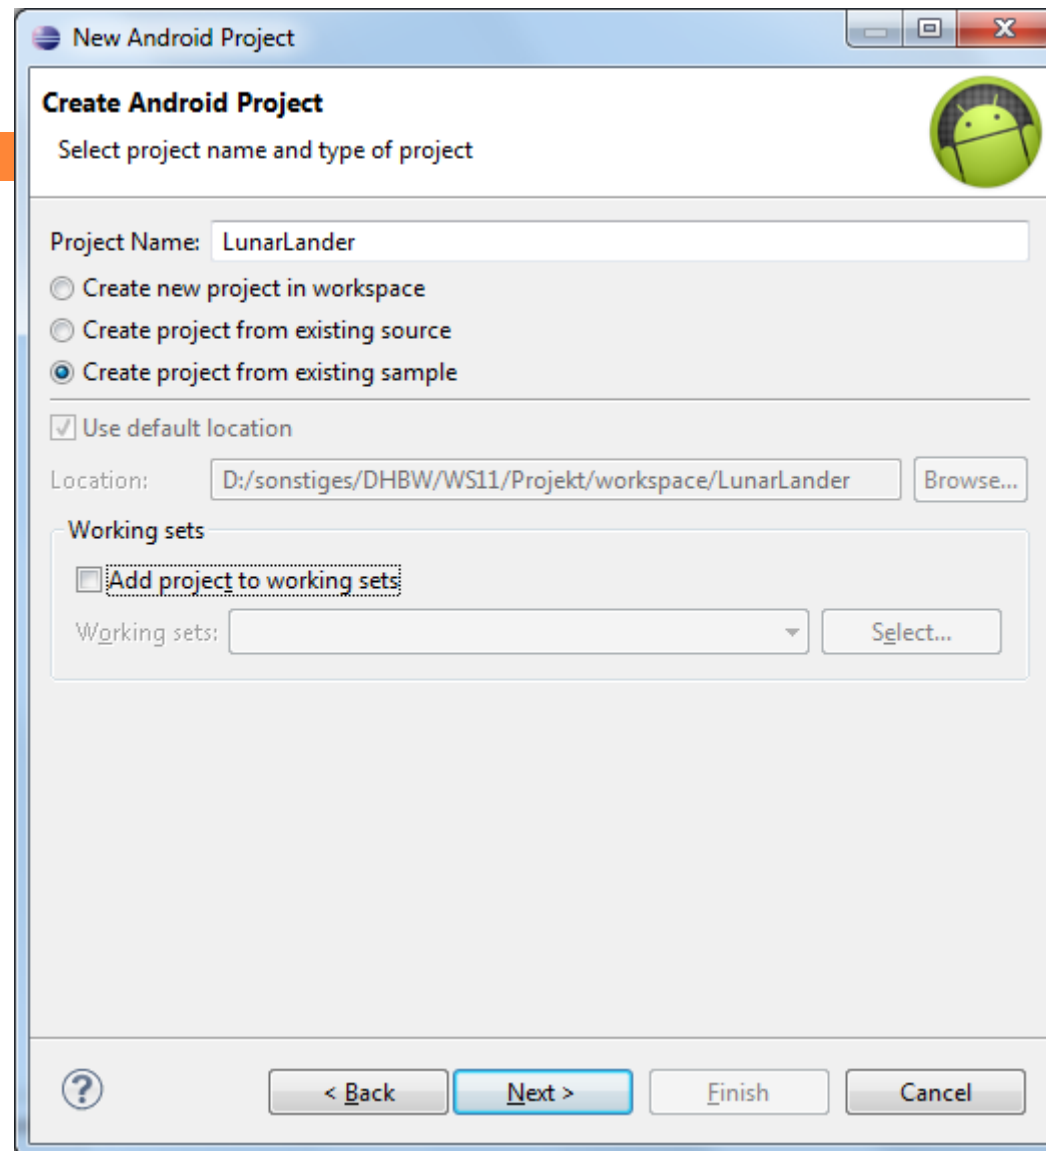 New Android Project
Create Android Project
Select project name and type of project
Project Name: LunarLander
Create new project in workspace
Create project from existing source
Create project from existing sample
Use default location
Location: D:/sonstiges/DHBW/WS11/Projekt/workspace/LunarLander Browse...
Working sets
Add project to working sets
Working sets: Select...
? < Back Next > Finish Cancel